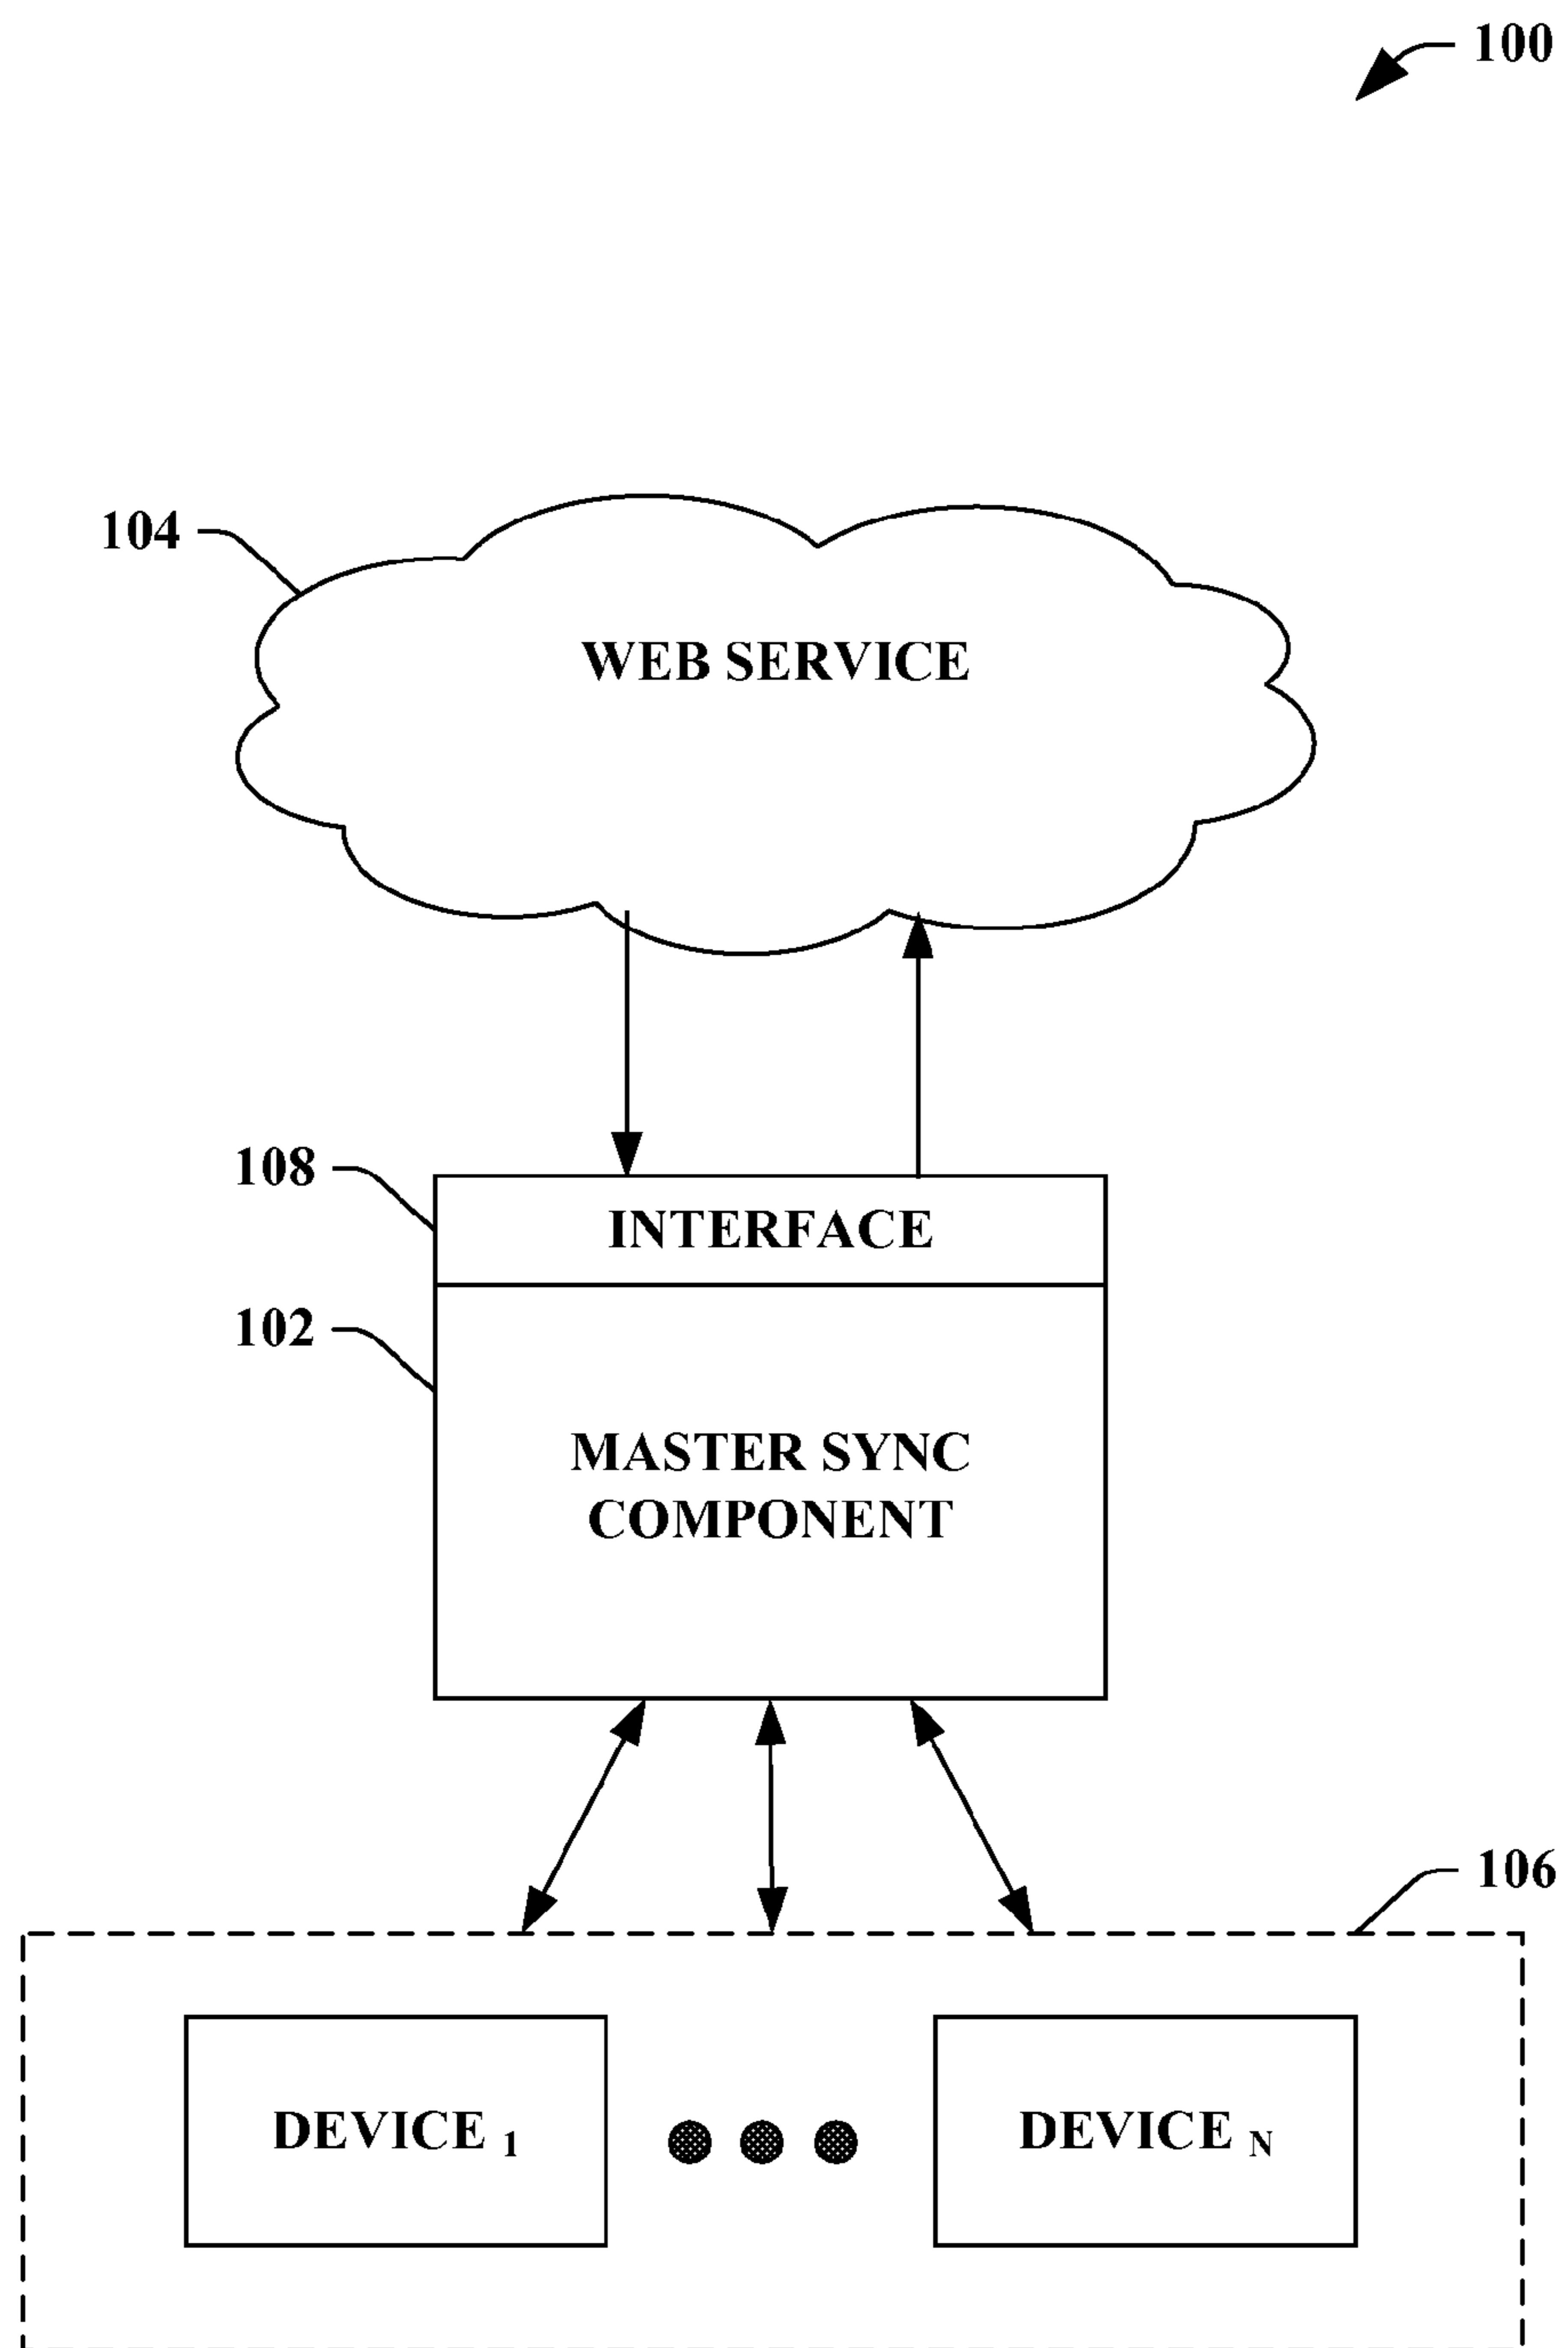 100
104
WEB SERVICE
108
INTERFACE
102
MASTER SYNC
COMPONENT
106
DEVICE 1
DEVICE N